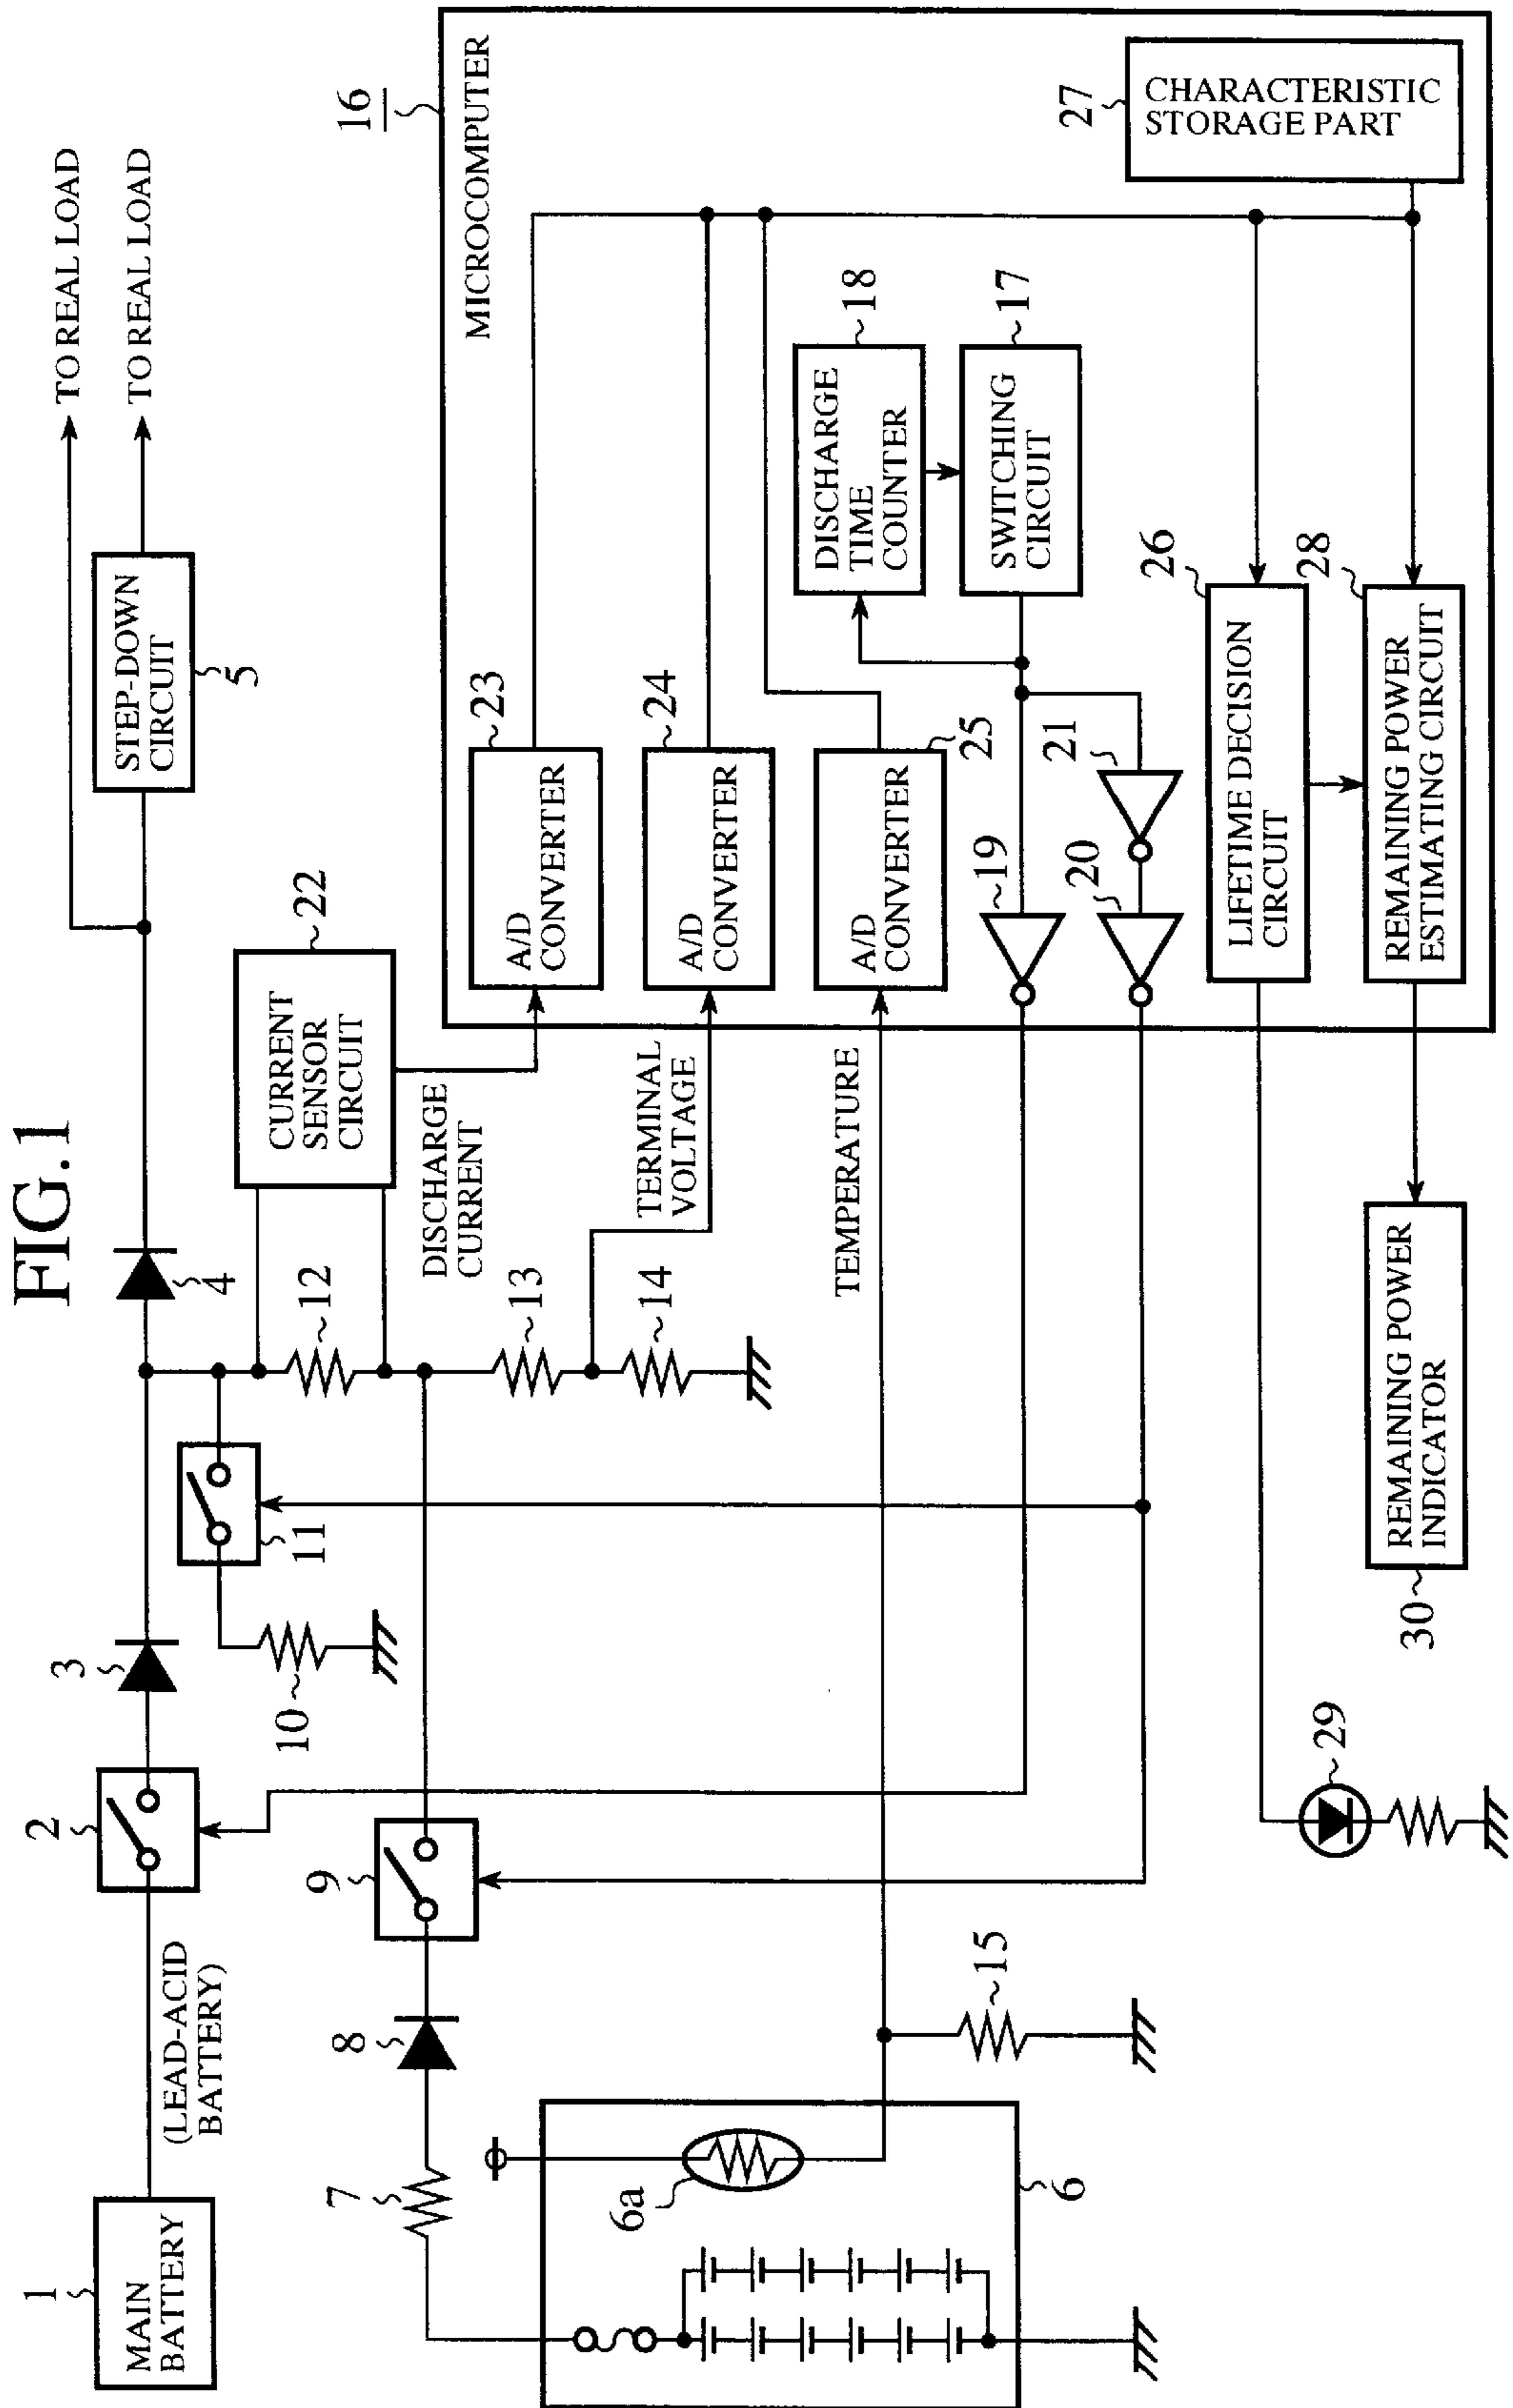 FIG.1
1
MAIN
BATTERY
(LEAD-ACID
BATTERY)
2
3
4
STEP-DOWN
CIRCUIT
5
TO REAL LOAD
TO REAL LOAD
10
11
12
CURRENT
SENSOR
CIRCUIT
22
DISCHARGE
CURRENT
13
14
TERMINAL
VOLTAGE
7
8
9
6a
6
15
TEMPERATURE
16
MICROCOMPUTER
A/D
CONVERTER
23
A/D
CONVERTER
24
A/D
CONVERTER
25
DISCHARGE
TIME
COUNTER
18
SWITCHING
CIRCUIT
17
19
20
21
LIFETIME DECISION
CIRCUIT
26
CHARACTERISTIC
STORAGE PART
27
REMAINING POWER
ESTIMATING CIRCUIT
28
29
REMAINING POWER
INDICATOR
30